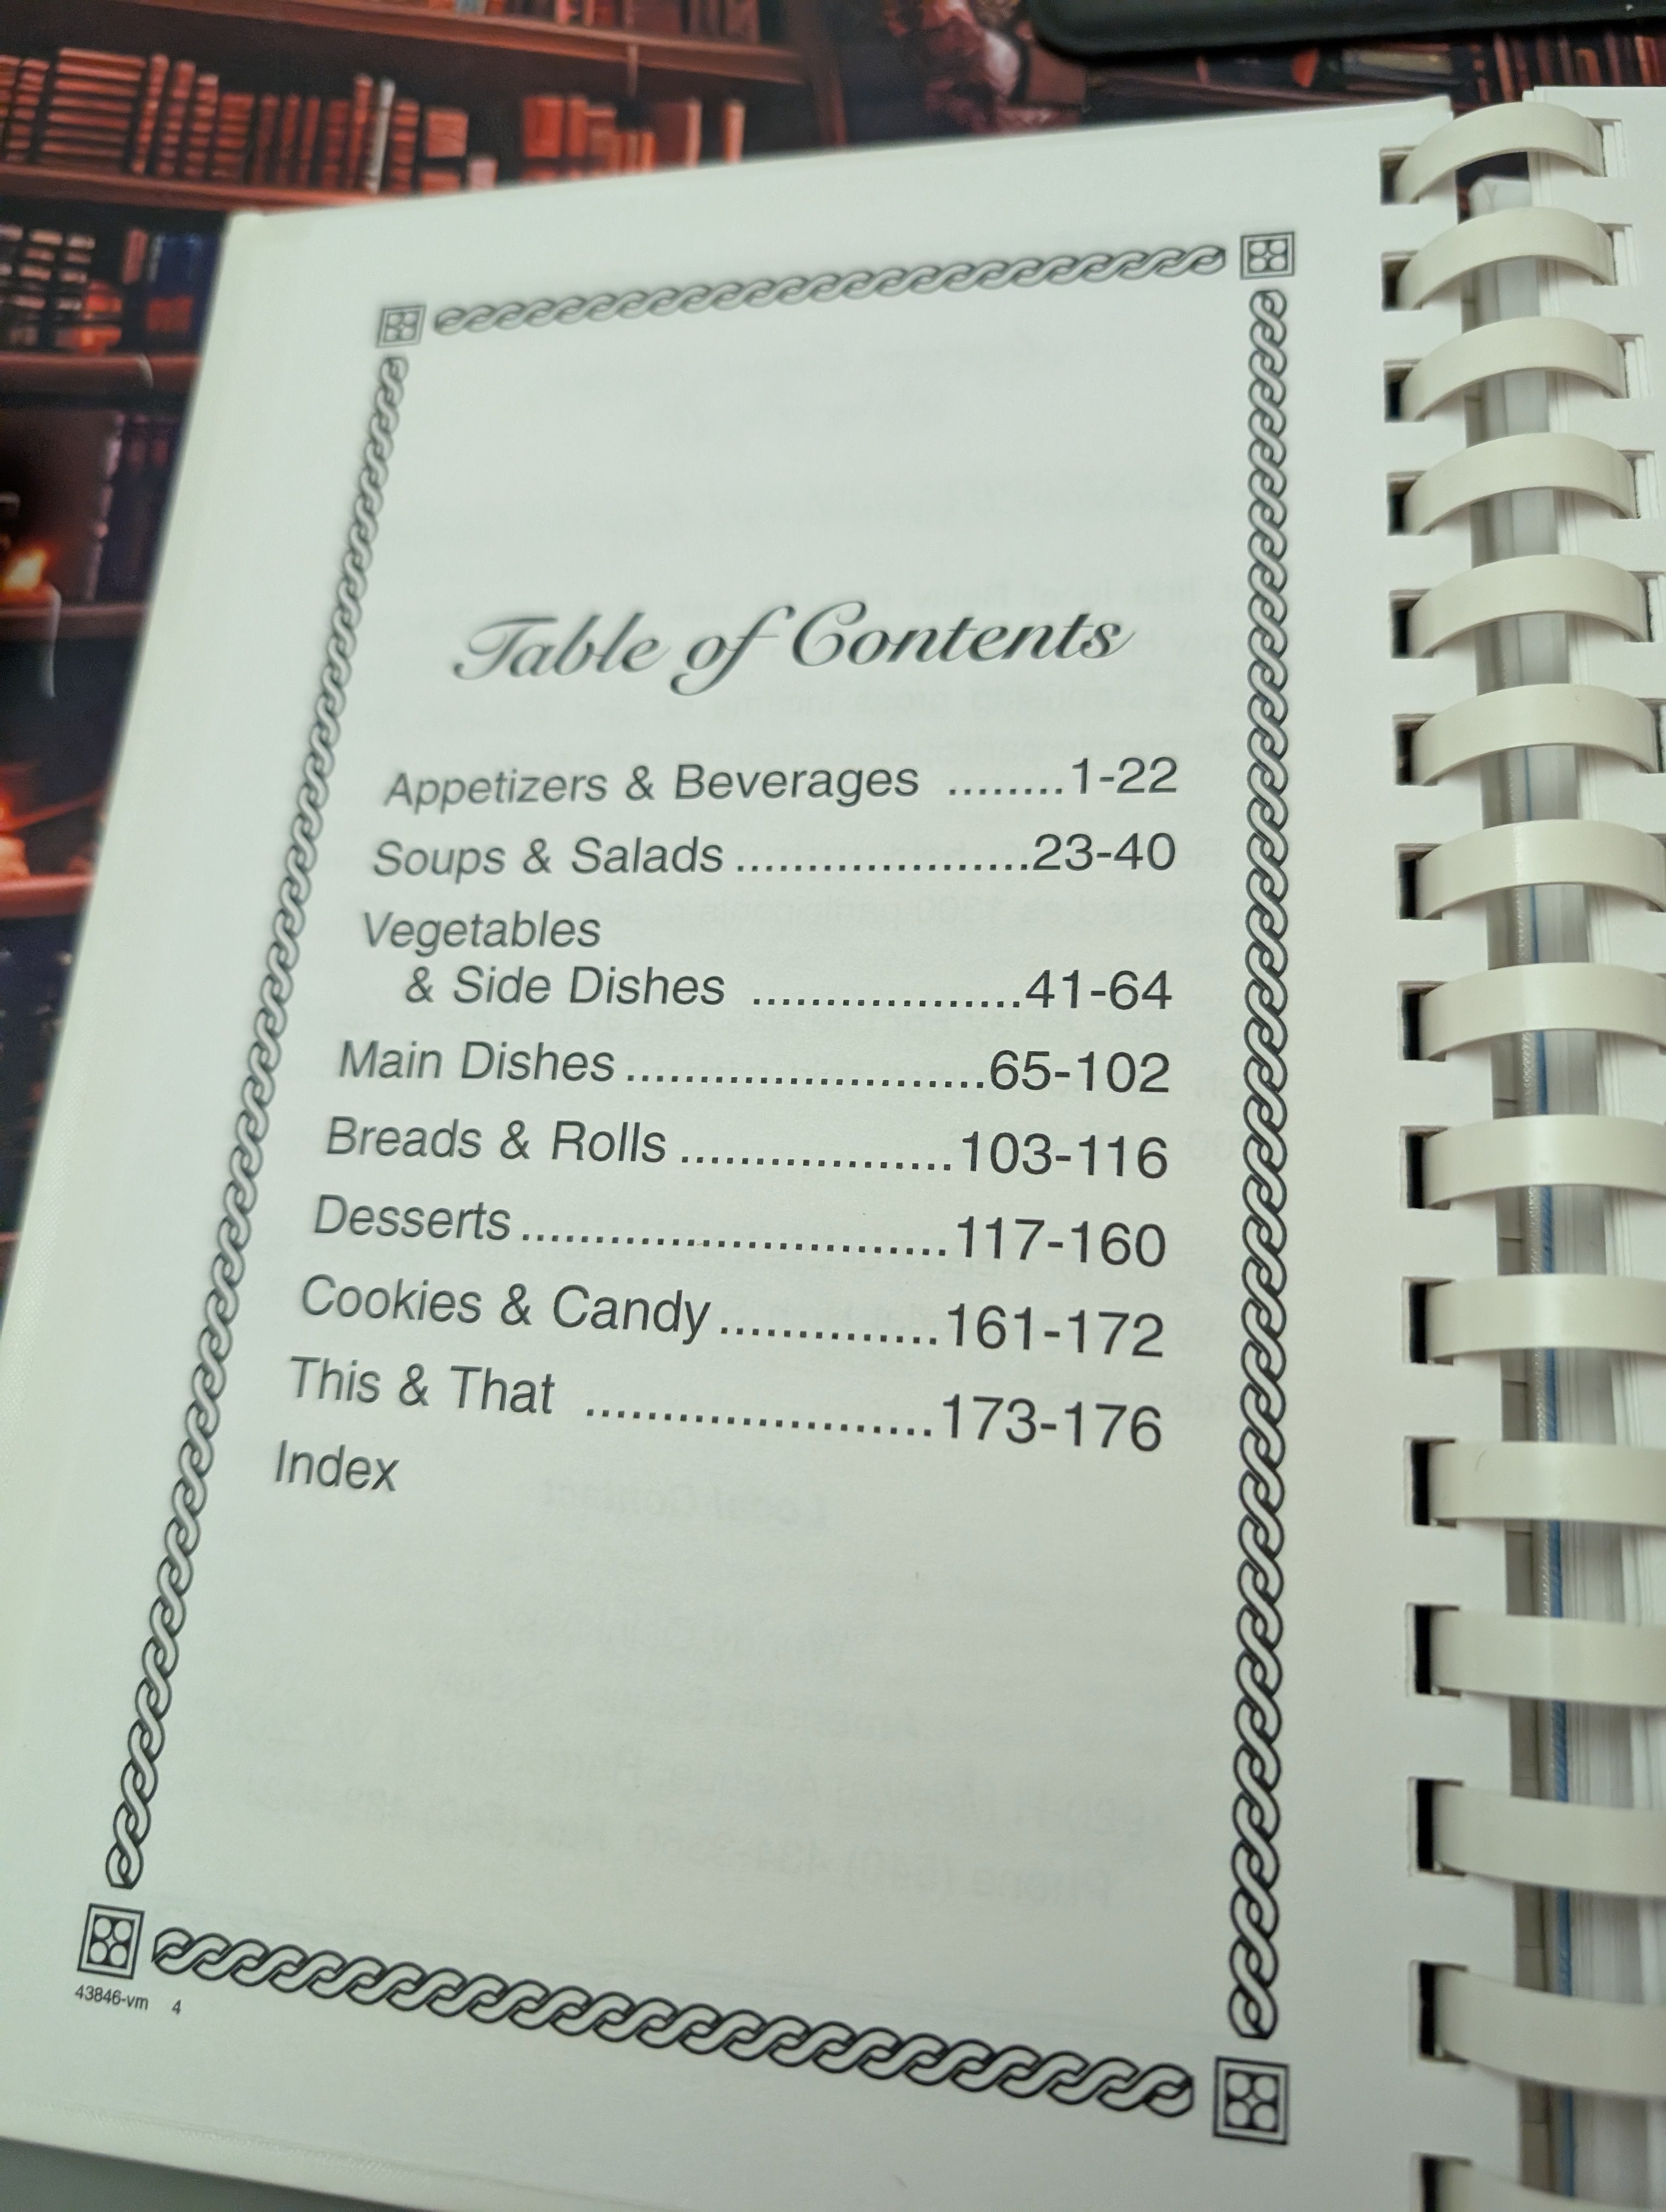 Table of Contents
Appetizers & Beverages ........1-22
Soups & Salads.....................23-40
Vegetables
& Side Dishes ...................41-64
Main Dishes.........................65-102
Breads & Rolls ...................103-116
Desserts.............................117-160
Cookies & Candy...............161-172
This & That ........................173-176
Index
43846-vm 4